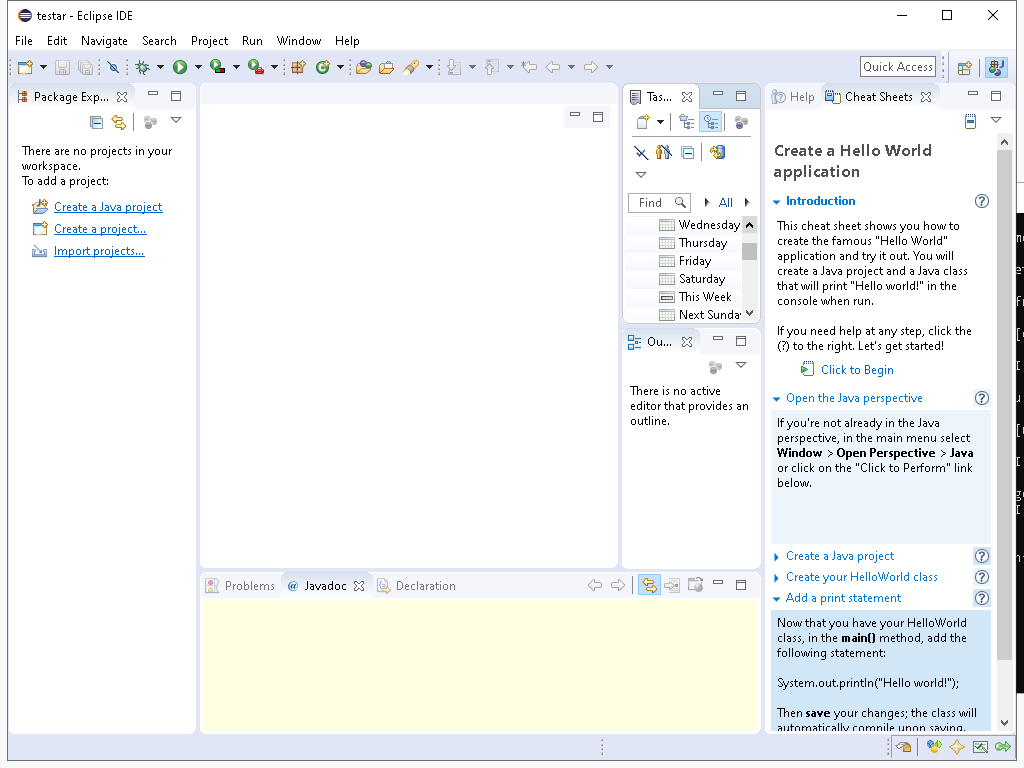 testar - Eclipse IDE
File Edit Navigate Search Project Run Window Help
Quick Access
Package Exp...
There are no projects in your
workspace.
To add a project:
Create a Java project
Create a project...
Import projects...
Tas...
Find
All
Wednesday
Thursday
Friday
Saturday
This Week
Next Sunda
Ou...
There is no active
editor that provides an
outline.
Problems
@ Javadoc
Declaration
Help
Cheat Sheets
Create a Hello World
application
Introduction
This cheat sheet shows you how to
create the famous "Hello World"
application and try it out. You will
create a Java project and a Java class
that will print "Hello world!" in the
console when run.
If you need help at any step, click the
(?) to the right. Let's get started!
Click to Begin
Open the Java perspective
If you're not already in the Java
perspective, in the main menu select
Window > Open Perspective > Java
or click on the "Click to Perform" link
below.
Create a Java project
Create your HelloWorld class
Add a print statement
Now that you have your HelloWorld
class, in the main() method, add the
following statement:
System.out.println("Hello world!");
Then save your changes; the class will
automatically compile upon saving.